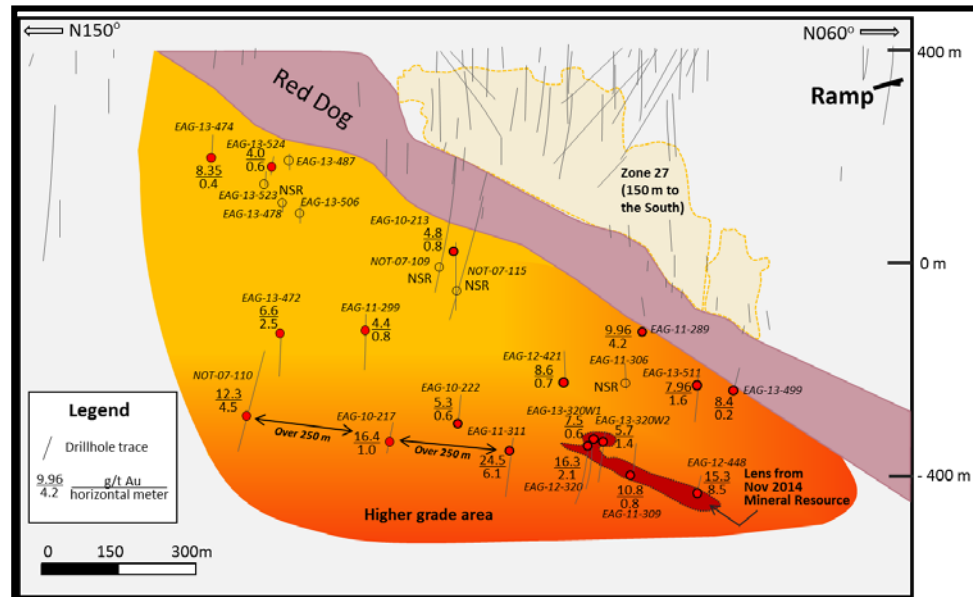 N150°
N060°
400 m
Ramp
Red Dog
EAG-13-474
8.35
0.4
EAG-13-524
4.0
0.6
EAG-13-487
EAG-13-523
NSR
EAG-13-478
EAG-13-506
Zone 27
(150 m to
the South)
EAG-10-213
4.8
0.8
NOT-07-109
NSR
NOT-07-115
NSR
0 m
EAG-13-472
6.6
2.5
EAG-11-299
4.4
0.8
9.96
4.2
EAG-11-289
EAG-12-421
8.6
0.7
EAG-11-306
NSR
EAG-13-511
7.96
1.6
EAG-13-499
8.4
0.2
NOT-07-110
12.3
4.5
Over 250 m
EAG-10-217
16.4
1.0
Over 250 m
EAG-10-222
5.3
0.6
EAG-11-311
24.5
6.1
EAG-13-320W1
7.5
0.6
EAG-13-320W2
5.7
1.4
16.3
2.1
EAG-12-320
10.8
0.8
EAG-11-309
EAG-12-448
15.3
8.5
Lens from
Nov 2014
Mineral Resource
- 400 m
Higher grade area
Legend
Drillhole trace
9.96 g/t Au
4.2 horizontal meter
0 150 300m